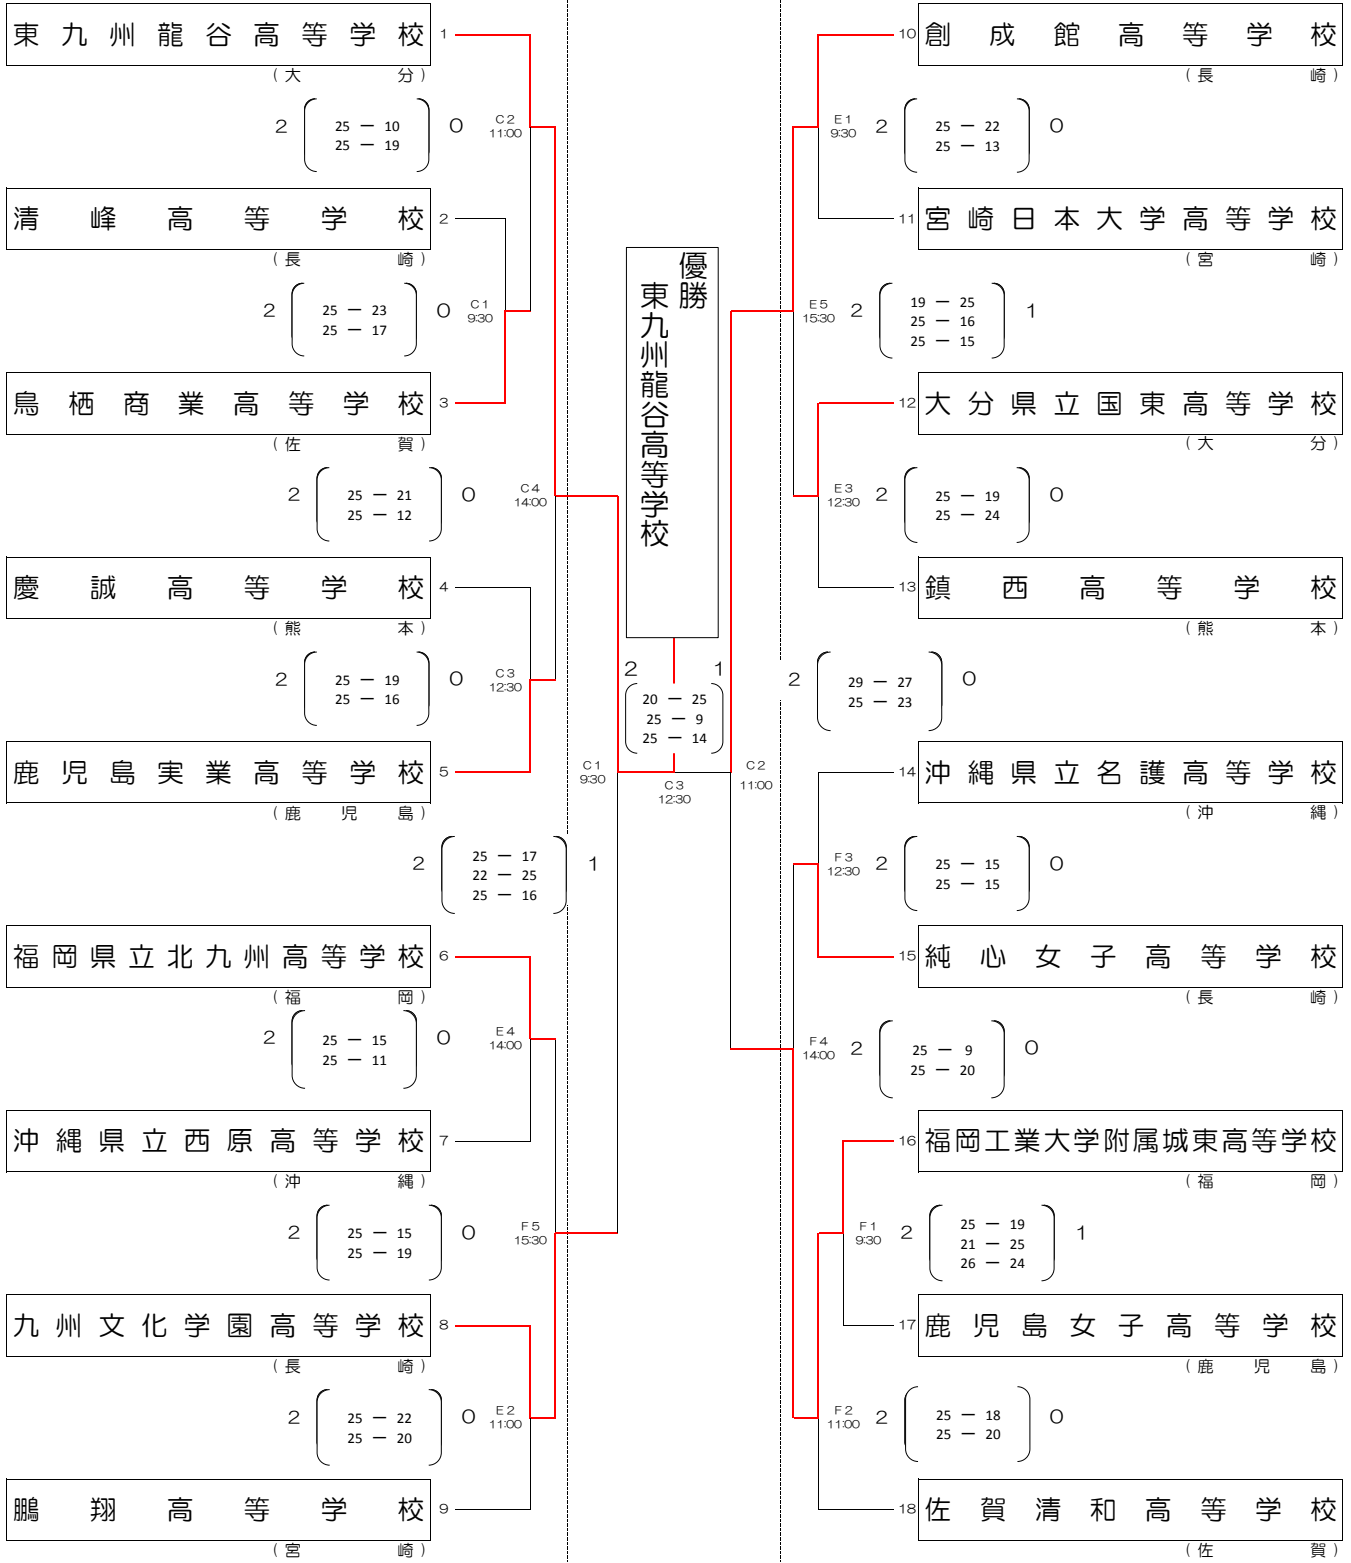 東九州龍谷高等学校 1
(大分)
2 25 － 10 0 C2
25 － 19 11:00
清峰高等学校 2
(長崎)
2 25 － 23 0 C1
25 － 17 9:30
鳥栖商業高等学校 3
(佐賀)
2 25 － 21 0 C4
25 － 12 14:00
慶誠高等学校 4
(熊本)
2 25 － 19 0 C3
25 － 16 12:30
鹿児島実業高等学校 5
(鹿児島)
C1
9:30
2 25 － 17 1
22 － 25
25 － 16
福岡県立北九州高等学校 6
(福岡)
2 25 － 15 0 E4
25 － 11 14:00
沖縄県立西原高等学校 7
(沖縄)
2 25 － 15 0 F5
25 － 19 15:30
九州文化学園高等学校 8
(長崎)
2 25 － 22 0 E2
25 － 20 11:00
鵬翔高等学校 9
(宮崎)
優勝
東九州龍谷高等学校
2 1
20 － 25
25 － 9
25 － 14
C3
12:30
10 創成館高等学校
(長崎)
E1 2 25 － 22 0
9:30 25 － 13
11 宮崎日本大学高等学校
(宮崎)
E5 2 19 － 25 1
15:30 25 － 16
25 － 15
12 大分県立国東高等学校
(大分)
E3 2 25 － 19 0
12:30 25 － 24
13 鎮西高等学校
(熊本)
2 29 － 27 0
25 － 23
C2
11:00
14 沖縄県立名護高等学校
(沖縄)
F3 2 25 － 15 0
12:30 25 － 15
15 純心女子高等学校
(長崎)
F4 2 25 － 9 0
14:00 25 － 20
16 福岡工業大学附属城東高等学校
(福岡)
F1 2 25 － 19 1
9:30 21 － 25
26 － 24
17 鹿児島女子高等学校
(鹿児島)
F2 2 25 － 18 0
11:00 25 － 20
18 佐賀清和高等学校
(佐賀)